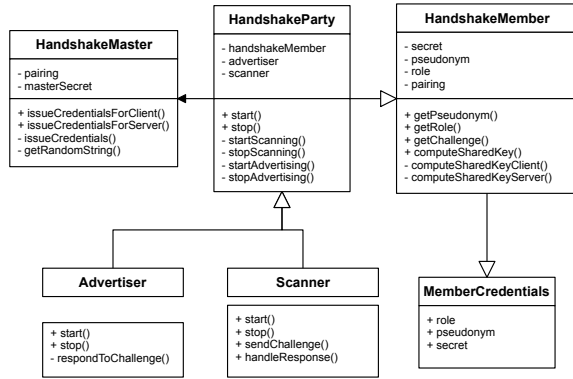 HandshakeMaster
- pairing
- masterSecret
+ issueCredentialsForClient()
+ issueCredentialsForServer()
- issueCredentials()
- getRandomString()
HandshakeParty
- handshakeMember
- advertiser
- scanner
+ start()
+ stop()
- startScanning()
- stopScanning()
- startAdvertising()
- stopAdvertising()
HandshakeMember
- secret
- pseudonym
- role
- pairing
+ getPseudonym()
+ getRole()
+ getChallenge()
+ computeSharedKey()
- computeSharedKeyClient()
- computeSharedKeyServer()
Advertiser
+ start()
+ stop()
- respondToChallenge()
Scanner
+ start()
+ stop()
+ sendChallenge()
+ handleResponse()
MemberCredentials
+ role
+ pseudonym
+ secret